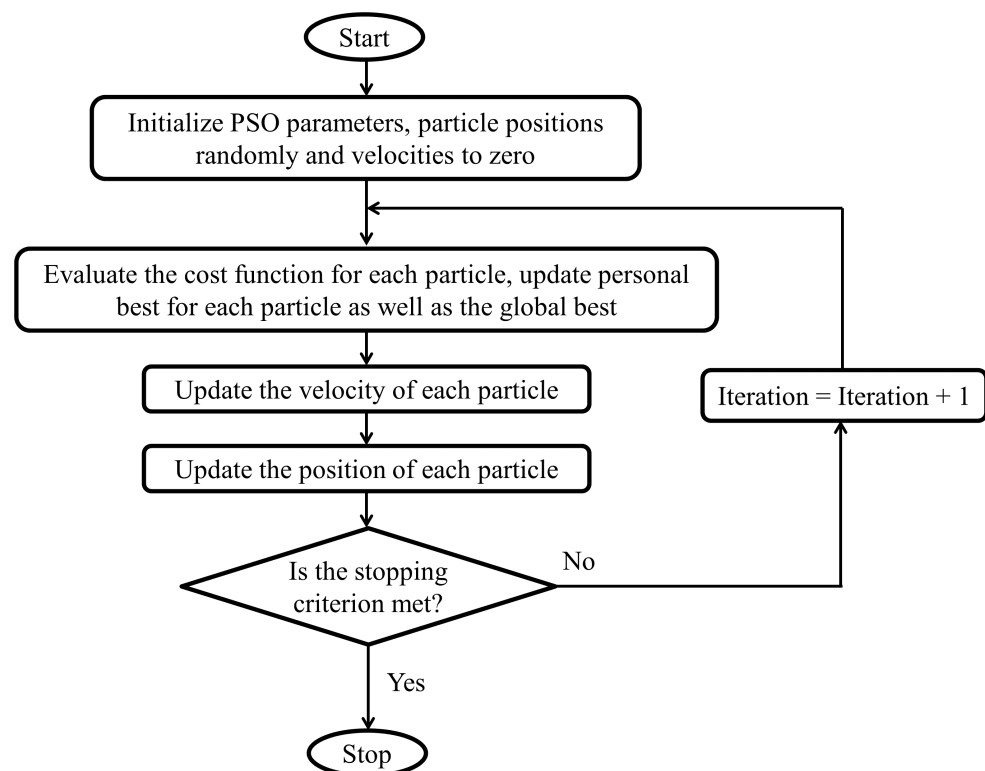 Start
Initialize PSO parameters, particle positions
randomly and velocities to zero
Evaluate the cost function for each particle, update personal
best for each particle as well as the global best
Update the velocity of each particle
Iteration = Iteration + 1
Update the position of each particle
Is the stopping
criterion met?
No
Yes
Stop